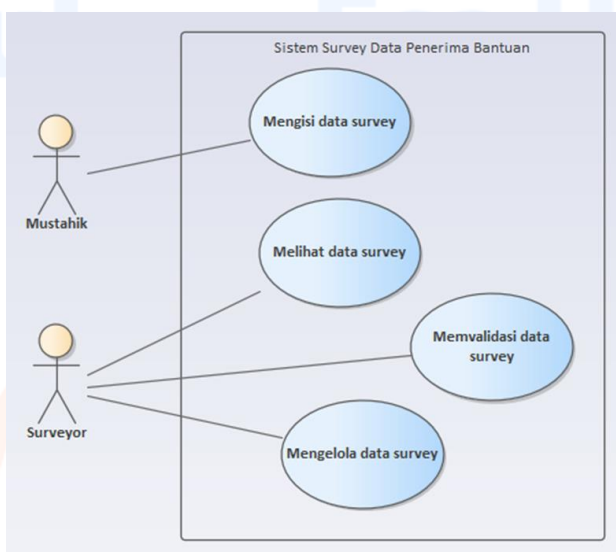 Sistem Survey Data Penerima Bantuan
Mengisi data survey
Mustahik
Melihat data survey
Memvalidasi data
survey
Surveyor
Mengelola data survey